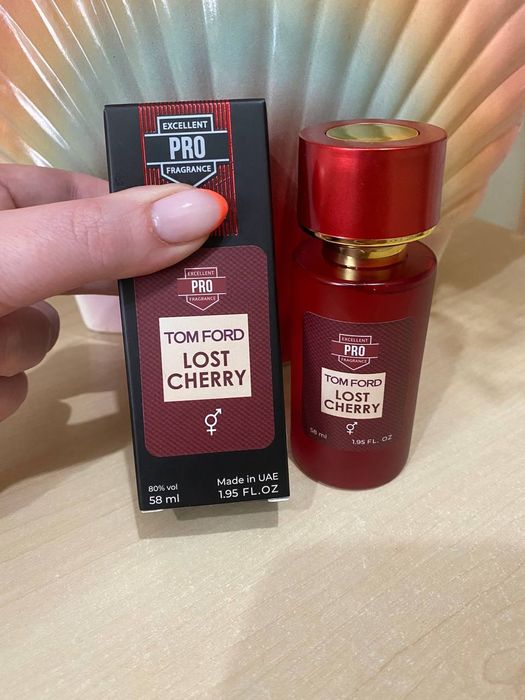 EXCELLENT
PRO
FRAGRANCE
EXCELLENT
PRO
FRAGRANCE
TOM FORD
LOST
CHERRY
80% vol
58 ml
Made in UAE
1.95 FL.OZ
EXCELLENT
PRO
FRAGRANCE
TOM FORD
LOST
CHERRY
58 ml
1.95 FL. OZ